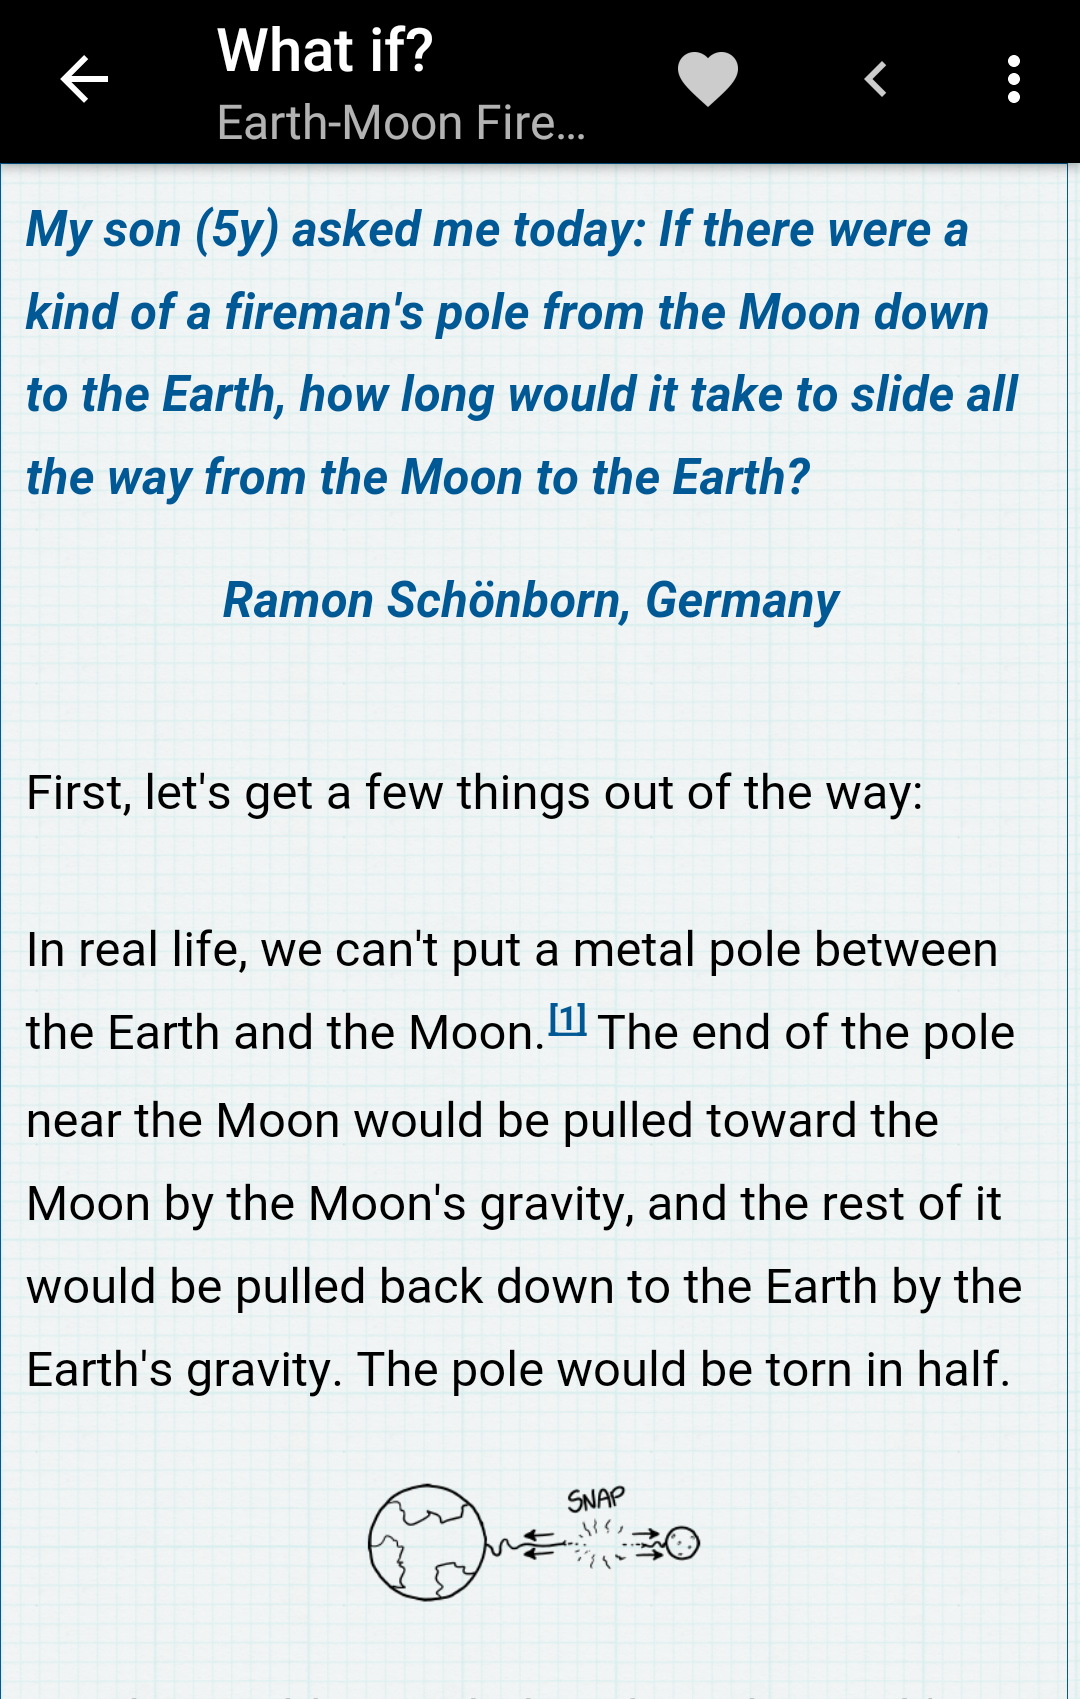 What if?
Earth-Moon Fire...
My son (5y) asked me today: If there were a
kind of a fireman's pole from the Moon down
to the Earth, how long would it take to slide all
the way from the Moon to the Earth?
Ramon Schönborn, Germany
First, let's get a few things out of the way:
In real life, we can't put a metal pole between
the Earth and the Moon.[1] The end of the pole
near the Moon would be pulled toward the
Moon by the Moon's gravity, and the rest of it
would be pulled back down to the Earth by the
Earth's gravity. The pole would be torn in half.
SNAP